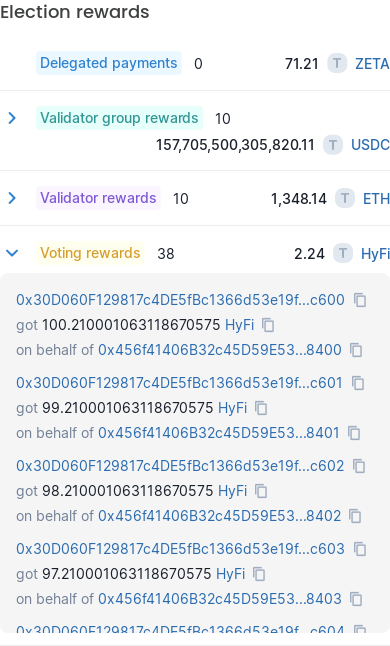 Election rewards
Delegated payments 0 71.21 T ZETA
Validator group rewards 10
157,705,500,305,820.11 T USDC
Validator rewards 10 1,348.14 T ETH
Voting rewards 38 2.24 T HyFi
0x30D060F129817c4DE5fBc1366d53e19f...c600
got 100.210001063118670575 HyFi
on behalf of 0x456f41406B32c45D59E53...8400
0x30D060F129817c4DE5fBc1366d53e19f...c601
got 99.210001063118670575 HyFi
on behalf of 0x456f41406B32c45D59E53...8401
0x30D060F129817c4DE5fBc1366d53e19f...c602
got 98.210001063118670575 HyFi
on behalf of 0x456f41406B32c45D59E53...8402
0x30D060F129817c4DE5fBc1366d53e19f...c603
got 97.210001063118670575 HyFi
on behalf of 0x456f41406B32c45D59E53...8403
0x30D060F129817c4DE5fBc1366d53e19f...c604